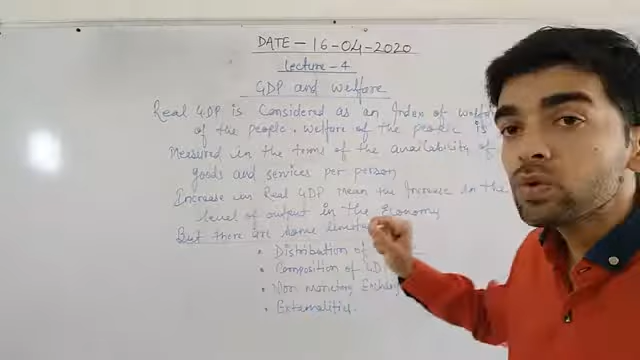 DATE - 16-04-2020
Lecture-4
GDP and Welfare
Real GDP is Considered as an Index of
of the people. Welfare of the people is
Measured in the terms of the availability of
goods and services per person
Increase in Real GDP mean the Increase in the
level of output in the Economy
But there are some
• Distribution of
• Composition of GD
• Non Monetary
• Externalities.